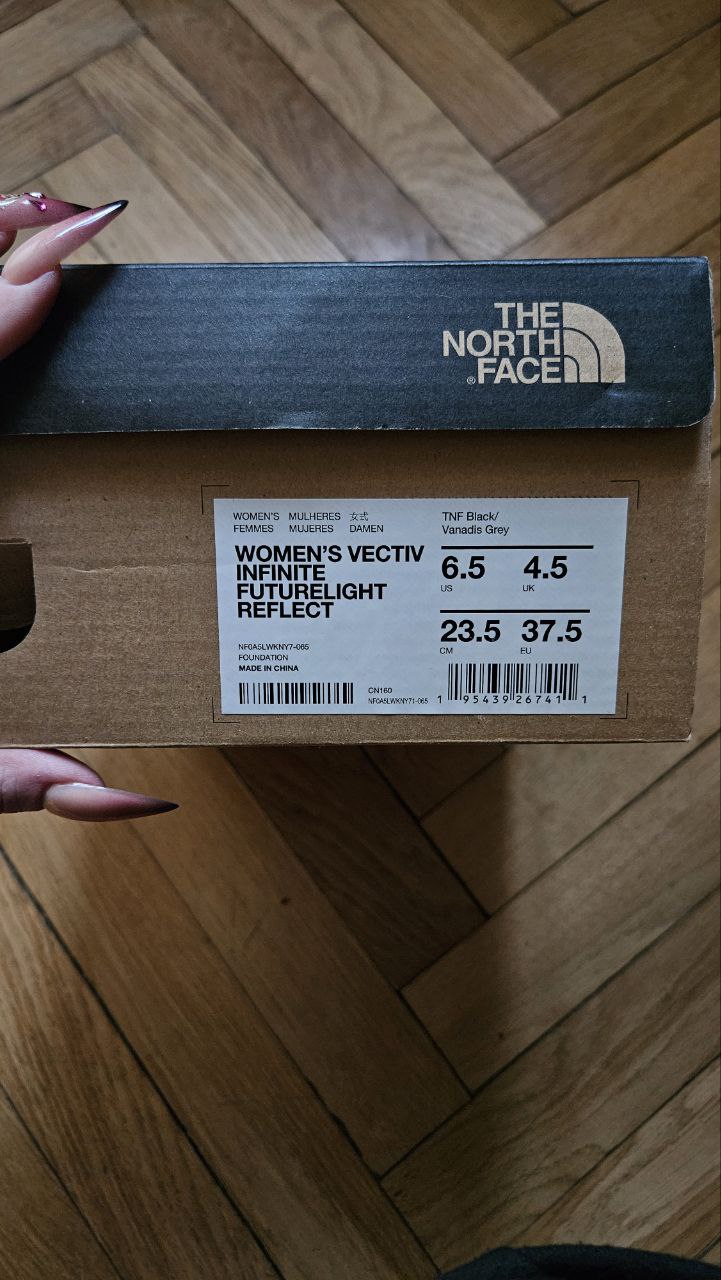 THE
NORTH
® FACE
WOMEN'S MULHERES 女式
FEMMES MUJERES DAMEN
WOMEN'S VECTIV
INFINITE
FUTURELIGHT
REFLECT
NF0A5LWKNY7-065
FOUNDATION
MADE IN CHINA
CN160
NF0A5LWKNY71-065
TNF Black/
Vanadis Grey
6.5 4.5
US UK
23.5 37.5
CM EU
1 95439 26741 1